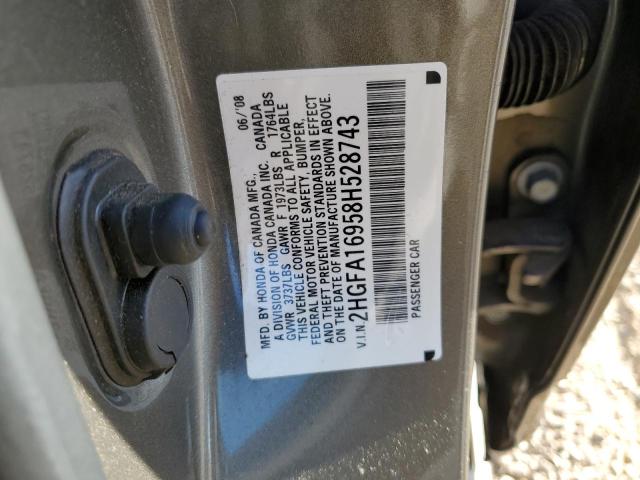 06/'08
MFD. BY HONDA OF CANADA MFG.,
A DIVISION OF HONDA CANADA INC. CANADA
GVWR 3737LBS GAWR F 1973LBS R 1764LBS
THIS VEHICLE CONFORMS TO ALL APPLICABLE
FEDERAL MOTOR VEHICLE SAFETY, BUMPER,
AND THEFT PREVENTION STANDARDS IN EFFECT
ON THE DATE OF MANUFACTURE SHOWN ABOVE.
V.I.N. 2HGFA16958H528743
PASSENGER CAR